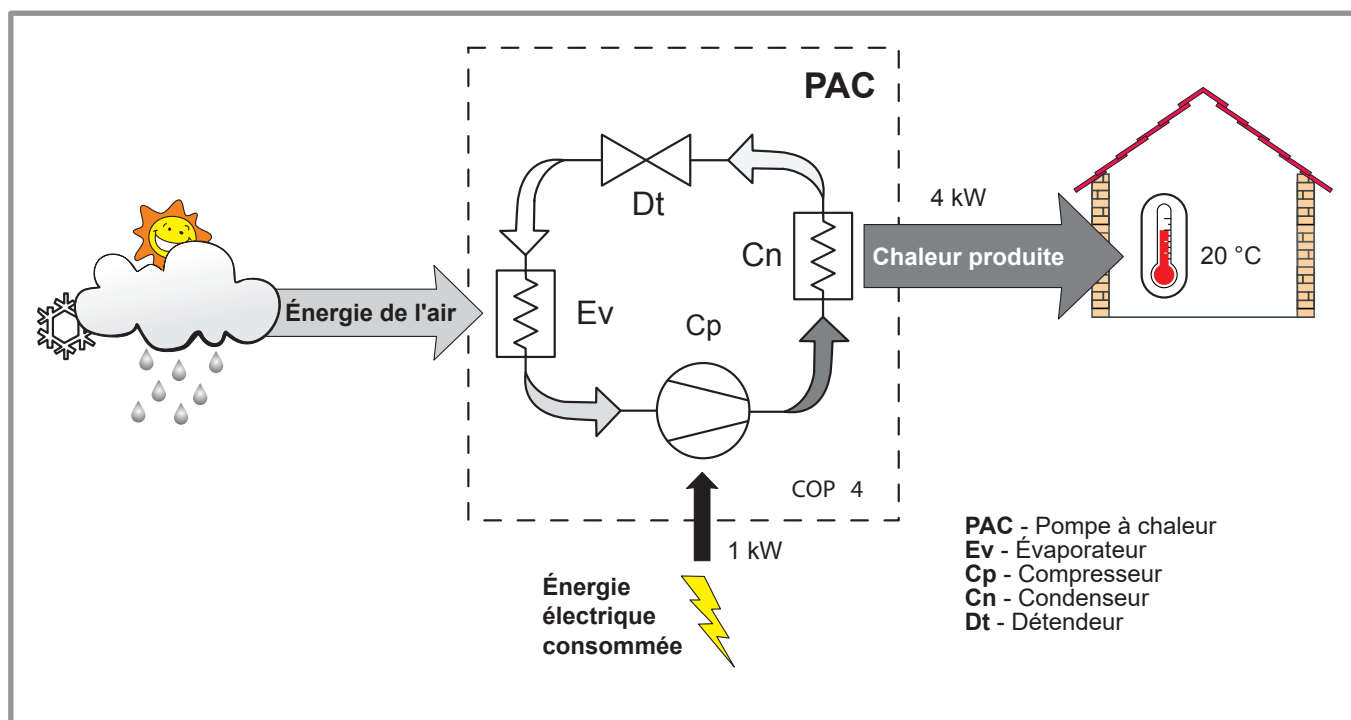 PAC
Dt
4 kW
Cn
Chaleur produite
20 °C
Énergie de l'air
Ev
Cp
COP 4
1 kW
Énergie
électrique
consommée
PAC - Pompe à chaleur
Ev - Évaporateur
Cp - Compresseur
Cn - Condenseur
Dt - Détendeur